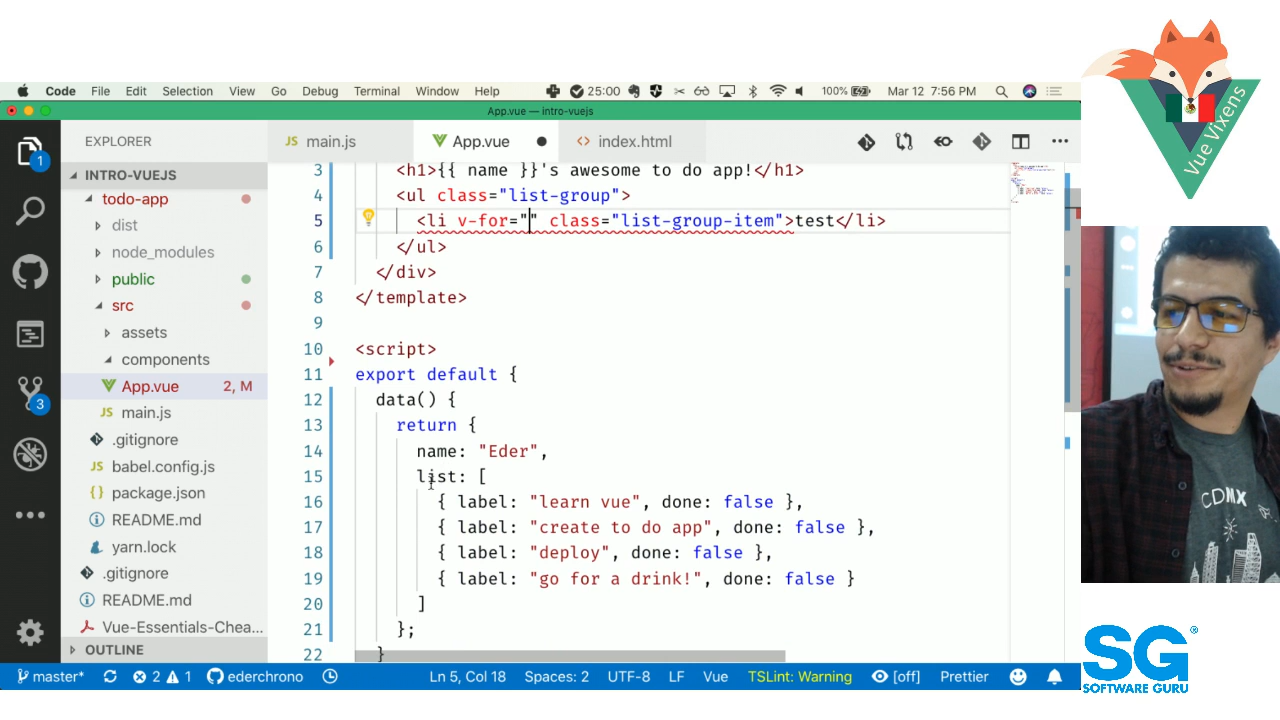 Code File Edit Selection View Go Debug Terminal Window Help 25:00 100% Mar 12 7:56 PM
App.vue — intro-vuejs
EXPLORER
main.js
App.vue
index.html
INTRO-VUEJS
todo-app
dist
node_modules
public
src
assets
components
App.vue 2, M
main.js
.gitignore
babel.config.js
package.json
README.md
yarn.lock
.gitignore
README.md
Vue-Essentials-Chea...
OUTLINE
1
3
3 <h1>{{ name }}'s awesome to do app!</h1>
4 <ul class="list-group">
5 <li v-for="" class="list-group-item">test</li>
6 </ul>
7 </div>
8 </template>
9
10 <script>
11 export default {
12 data() {
13 return {
14 name: "Eder",
15 list: [
16 { label: "learn vue", done: false },
17 { label: "create to do app", done: false },
18 { label: "deploy", done: false },
19 { label: "go for a drink!", done: false }
20 ]
21 };
22 }
master* 2 1 ederchrono Ln 5, Col 18 Spaces: 2 UTF-8 LF Vue TSLint: Warning [off] Prettier
Vue Vixens
CDMX
SG®
SOFTWARE GURU